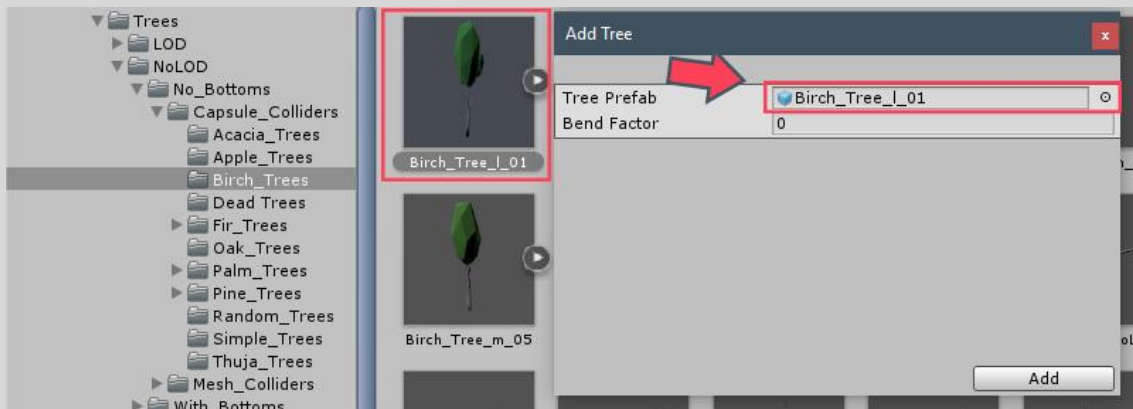 Trees
LOD
NoLOD
No_Bottoms
Capsule_Colliders
Acacia_Trees
Apple_Trees
Birch_Trees
Dead Trees
Fir_Trees
Oak_Trees
Palm_Trees
Pine_Trees
Random_Trees
Simple_Trees
Thuja_Trees
Mesh_Colliders
With_Bottoms
Birch_Tree_l_01
Birch_Tree_m_05
Add Tree
x
Tree Prefab Birch_Tree_l_01
Bend Factor 0
Add